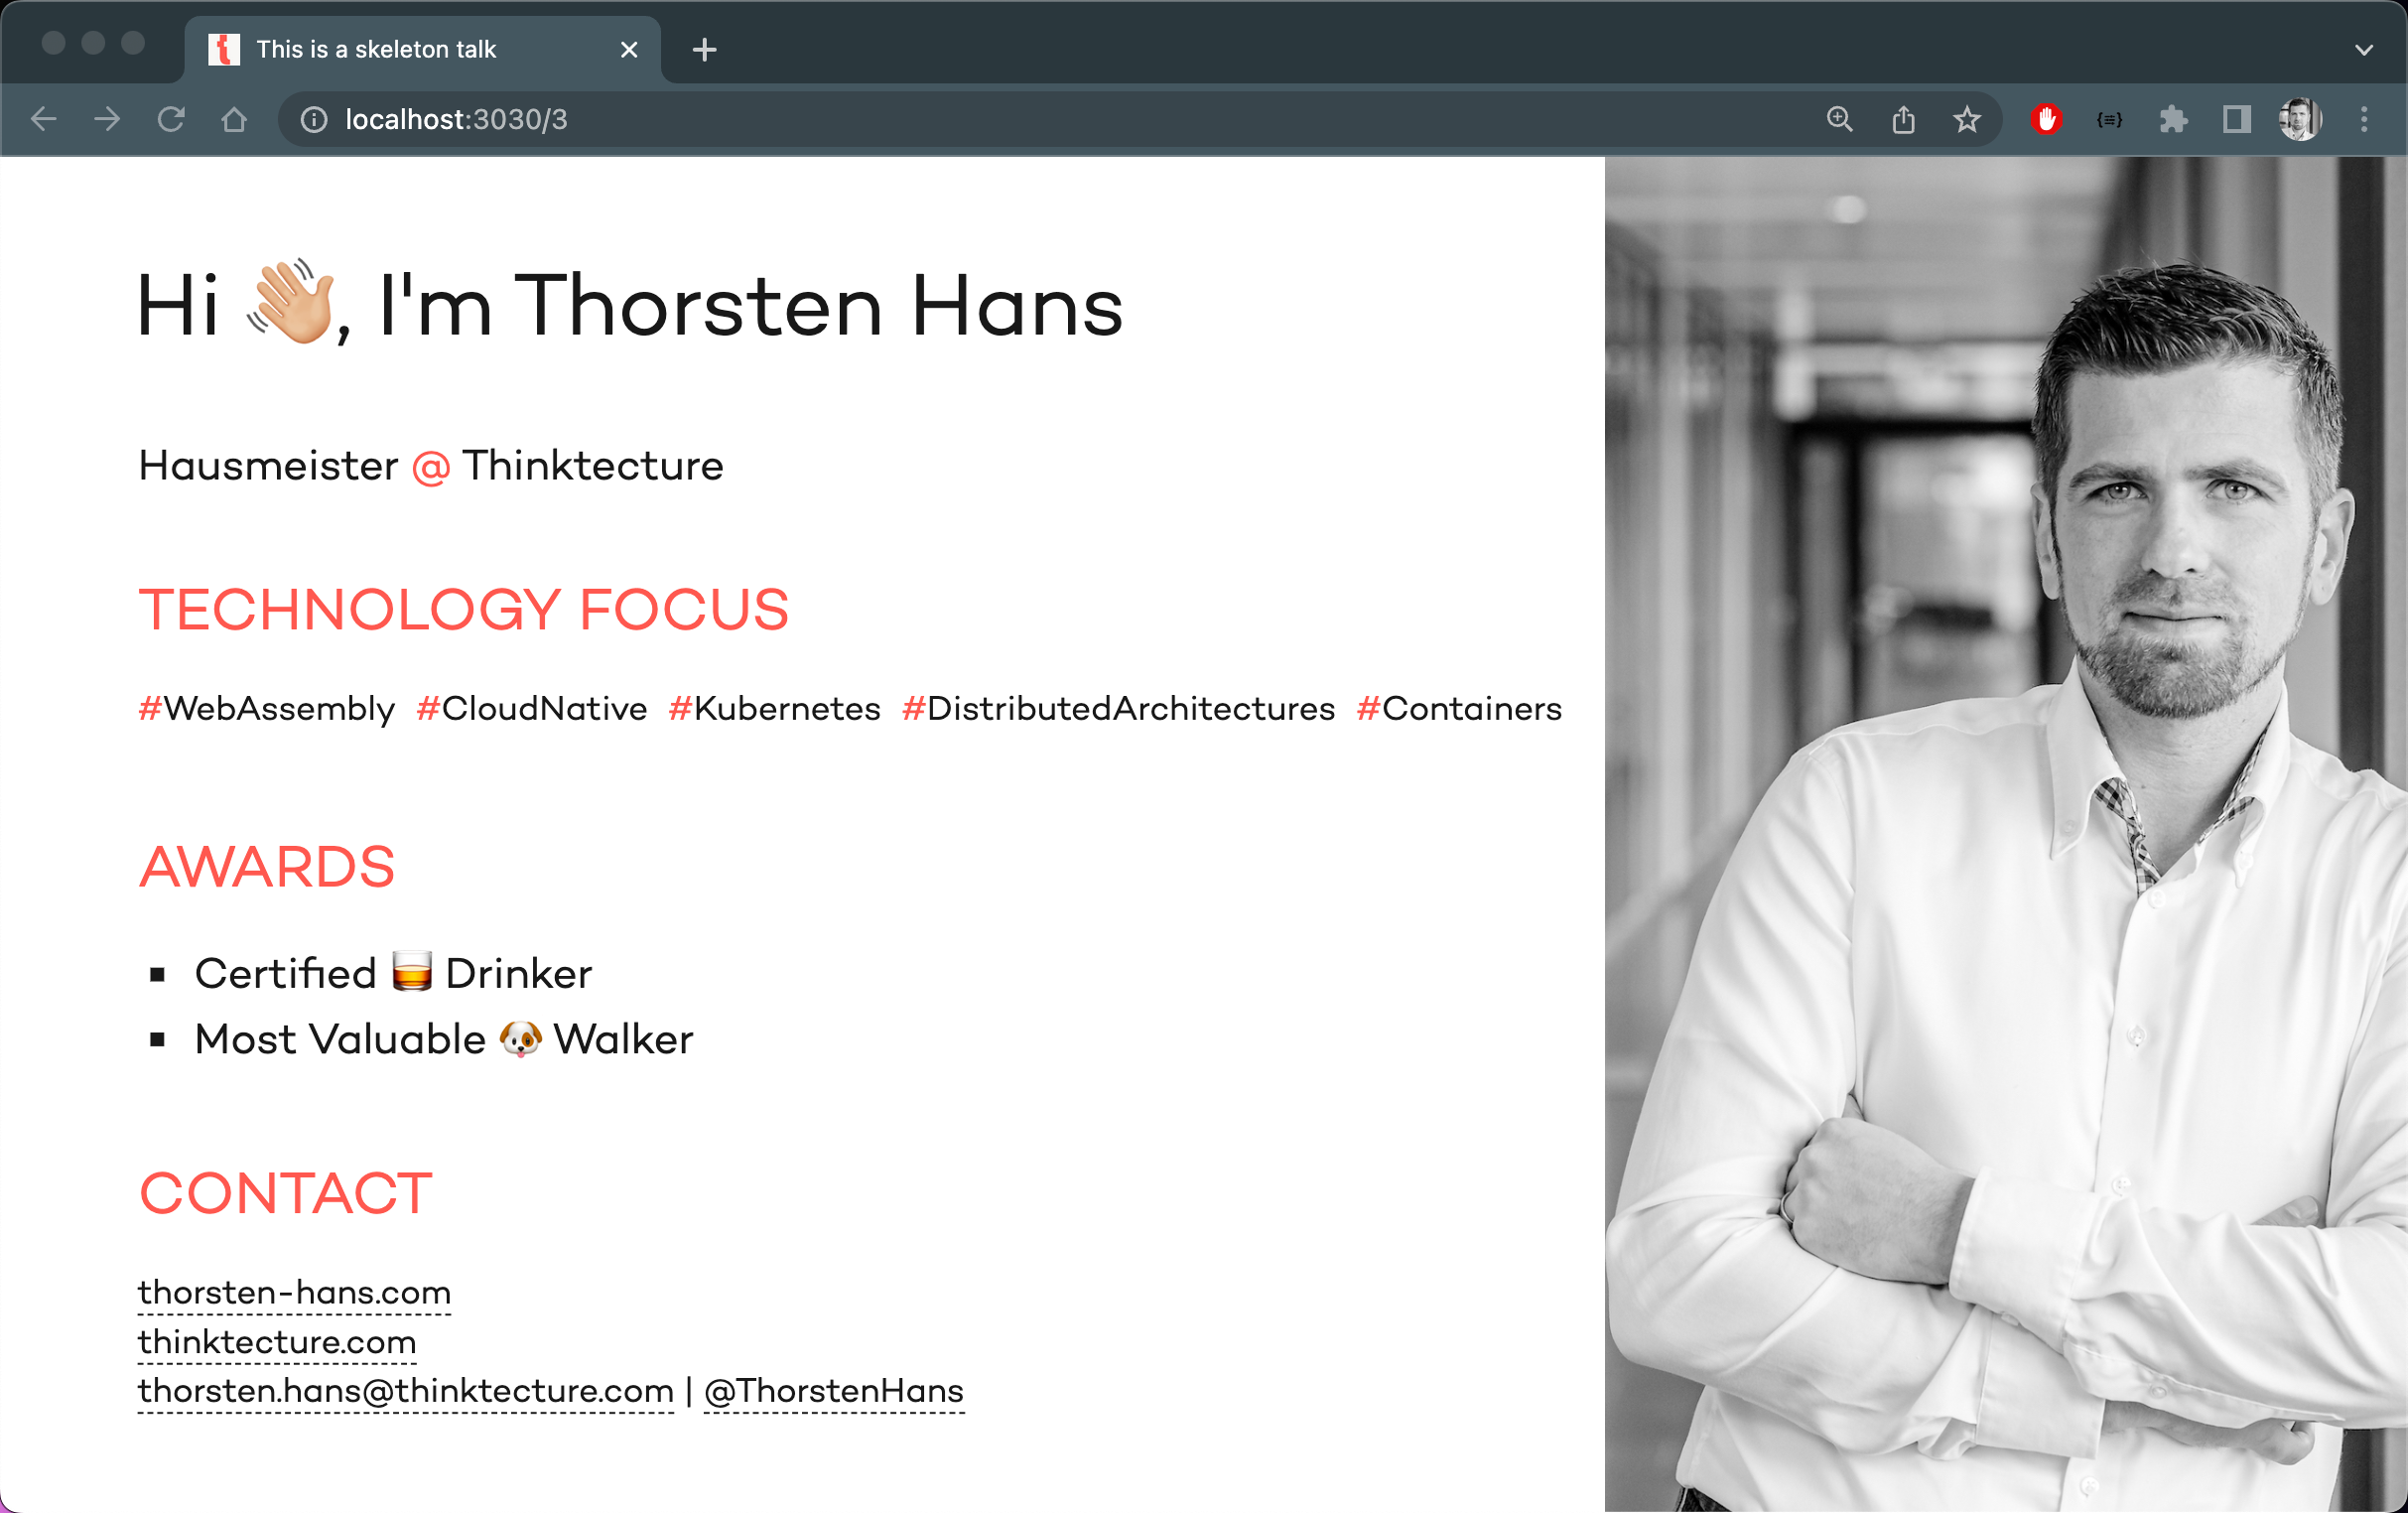 This is a skeleton talk
localhost:3030/3
Hi 👋🏼, I'm Thorsten Hans
Hausmeister @ Thinktecture
TECHNOLOGY FOCUS
#WebAssembly #CloudNative #Kubernetes #DistributedArchitectures #Containers
AWARDS
▪ Certified 🥃 Drinker
▪ Most Valuable 🐶 Walker
CONTACT
thorsten-hans.com
thinktecture.com
thorsten.hans@thinktecture.com | @ThorstenHans